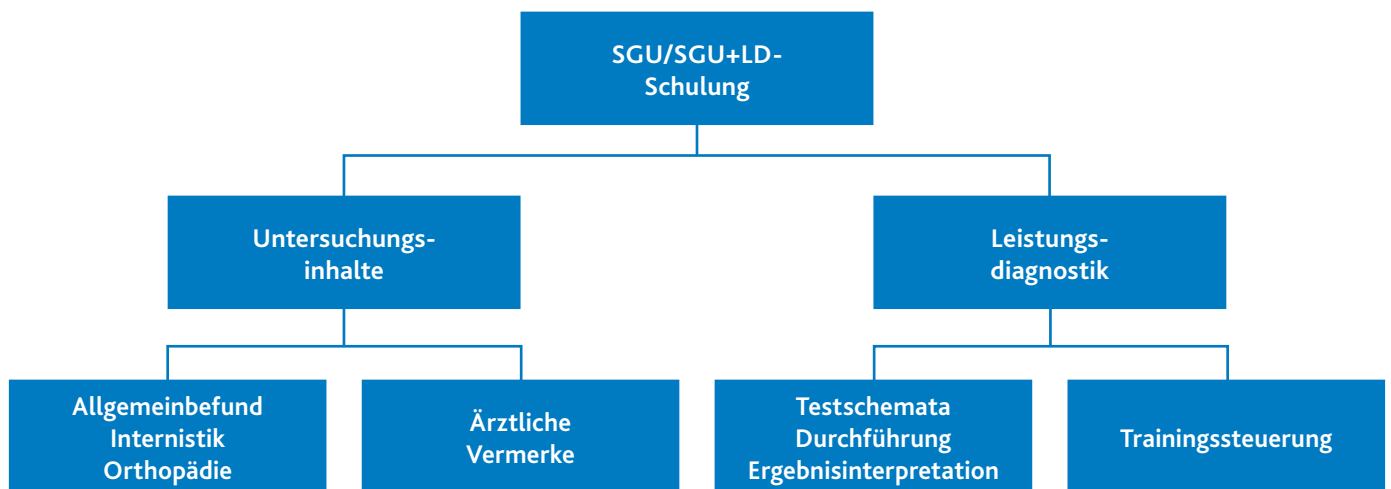 SGU/SGU+LD-
Schulung
Untersuchungs-
inhalte
Leistungs-
diagnostik
Allgemeinbefund
Internistik
Orthopädie
Ärztliche
Vermerke
Testschemata
Durchführung
Ergebnisinterpretation
Trainingssteuerung